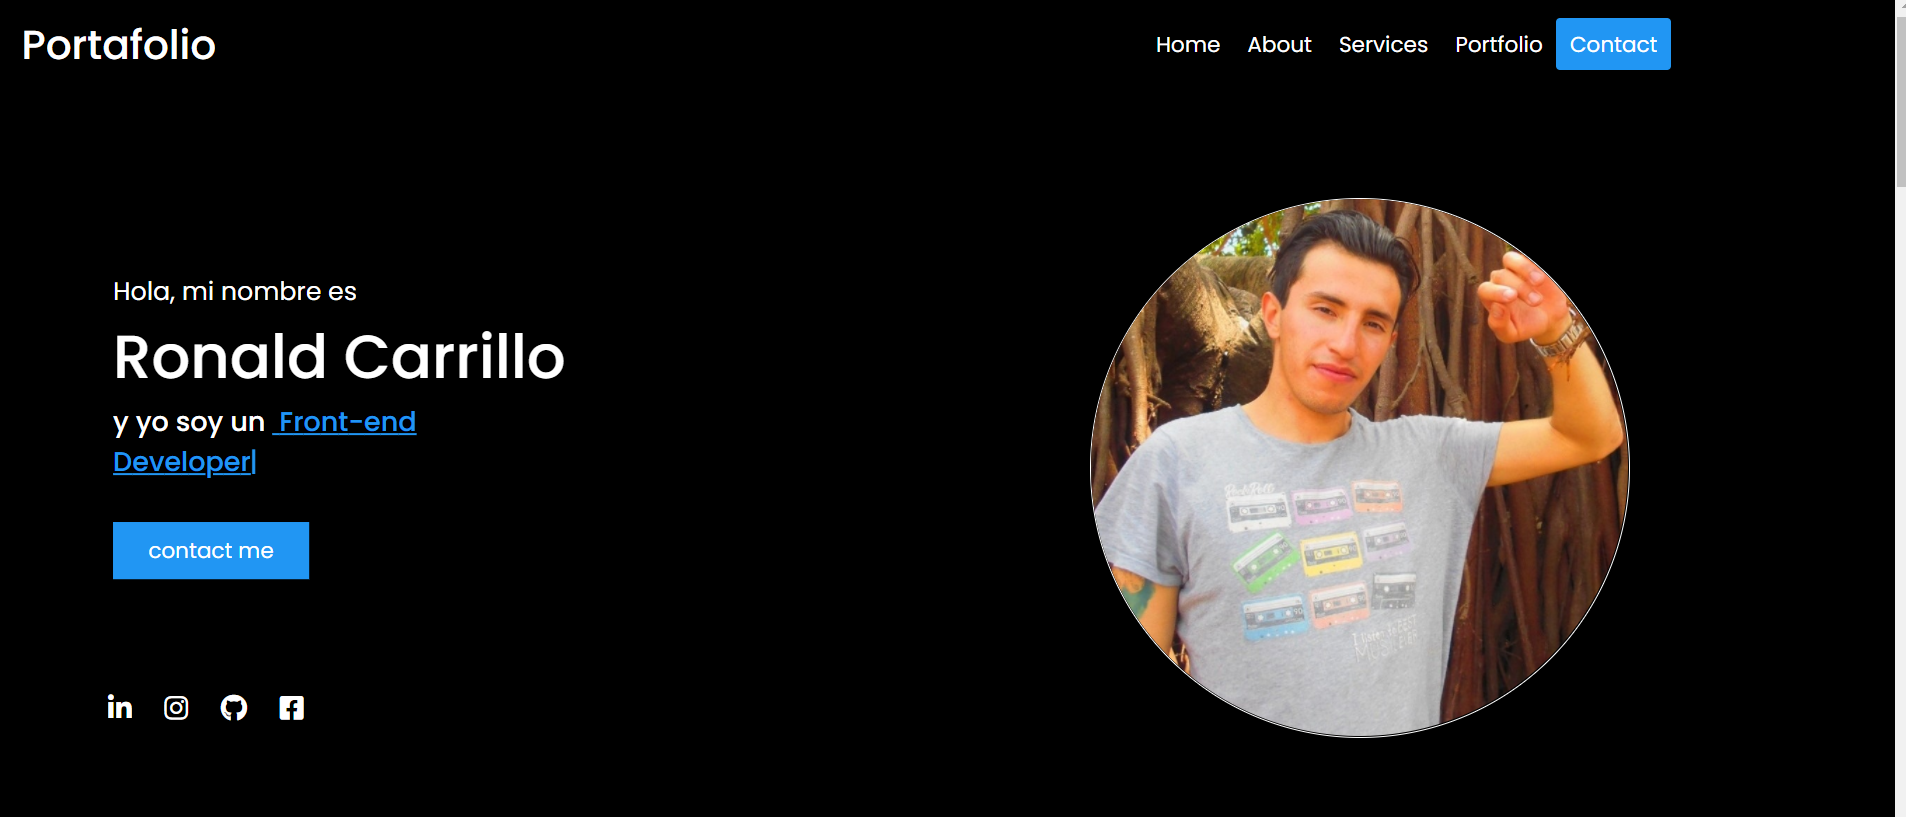 Portafolio
Home About Services Portfolio Contact
Hola, mi nombre es
Ronald Carrillo
y yo soy un Front-end
Developer|
contact me
in